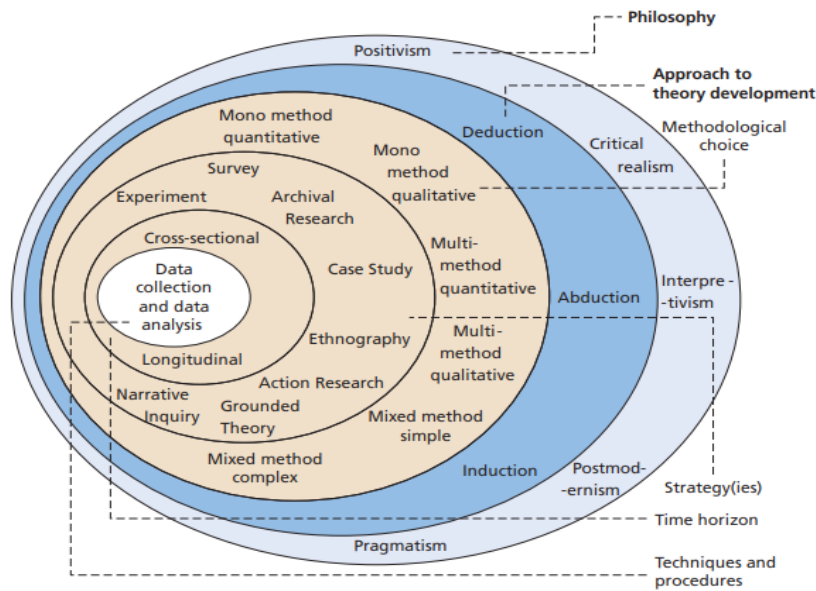 Philosophy
Positivism
Approach to
theory development
Mono method
quantitative
Deduction
Methodological
choice
Critical
realism
Mono
method
qualitative
Survey
Experiment
Archival
Research
Cross-sectional
Multi-
method
quantitative
Data
collection
and data
analysis
Case Study
Abduction
Interpre-
-tivism
Ethnography
Multi-
method
qualitative
Longitudinal
Action Research
Narrative
Inquiry
Grounded
Theory
Mixed method
simple
Mixed method
complex
Induction
Postmod-
-ernism
Strategy(ies)
Time horizon
Pragmatism
Techniques and
procedures